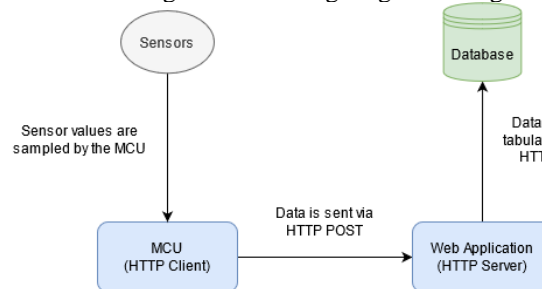 Sensors
Database
Sensor values are
sampled by the MCU
Data
HTT
Data is sent via
HTTP POST
MCU
(HTTP Client)
Web Application
(HTTP Server)